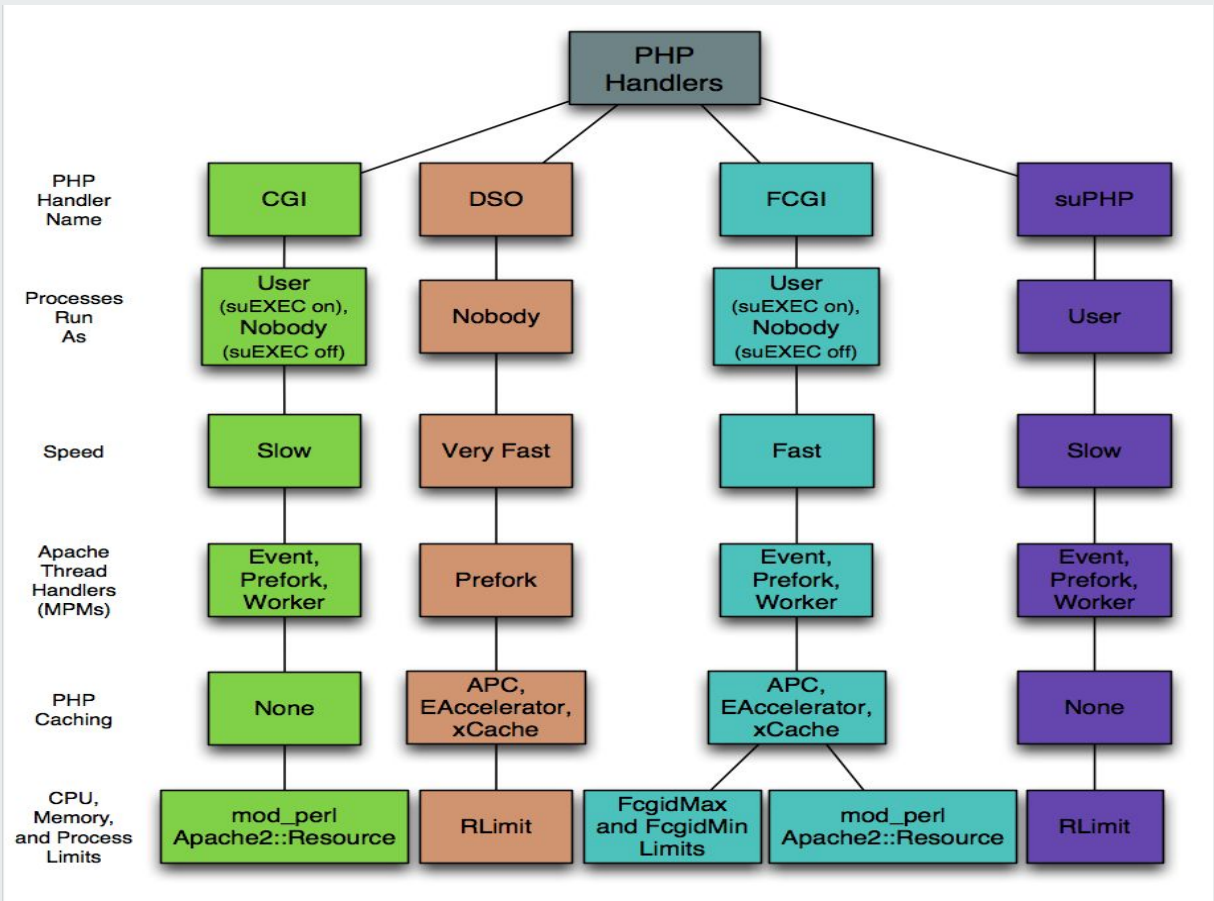 PHP
Handlers
PHP
Handler
Name
CGI
DSO
FCGI
suPHP
Processes
Run
As
User
(suEXEC on),
Nobody
(suEXEC off)
Nobody
User
(suEXEC on),
Nobody
(suEXEC off)
User
Speed
Slow
Very Fast
Fast
Slow
Apache
Thread
Handlers
(MPMs)
Event,
Prefork,
Worker
Prefork
Event,
Prefork,
Worker
Event,
Prefork,
Worker
PHP
Caching
None
APC,
EAccelerator,
xCache
APC,
EAccelerator,
xCache
None
CPU,
Memory,
and Process
Limits
mod_perl
Apache2::Resource
RLimit
FcgidMax
and FcgidMin
Limits
mod_perl
Apache2::Resource
RLimit